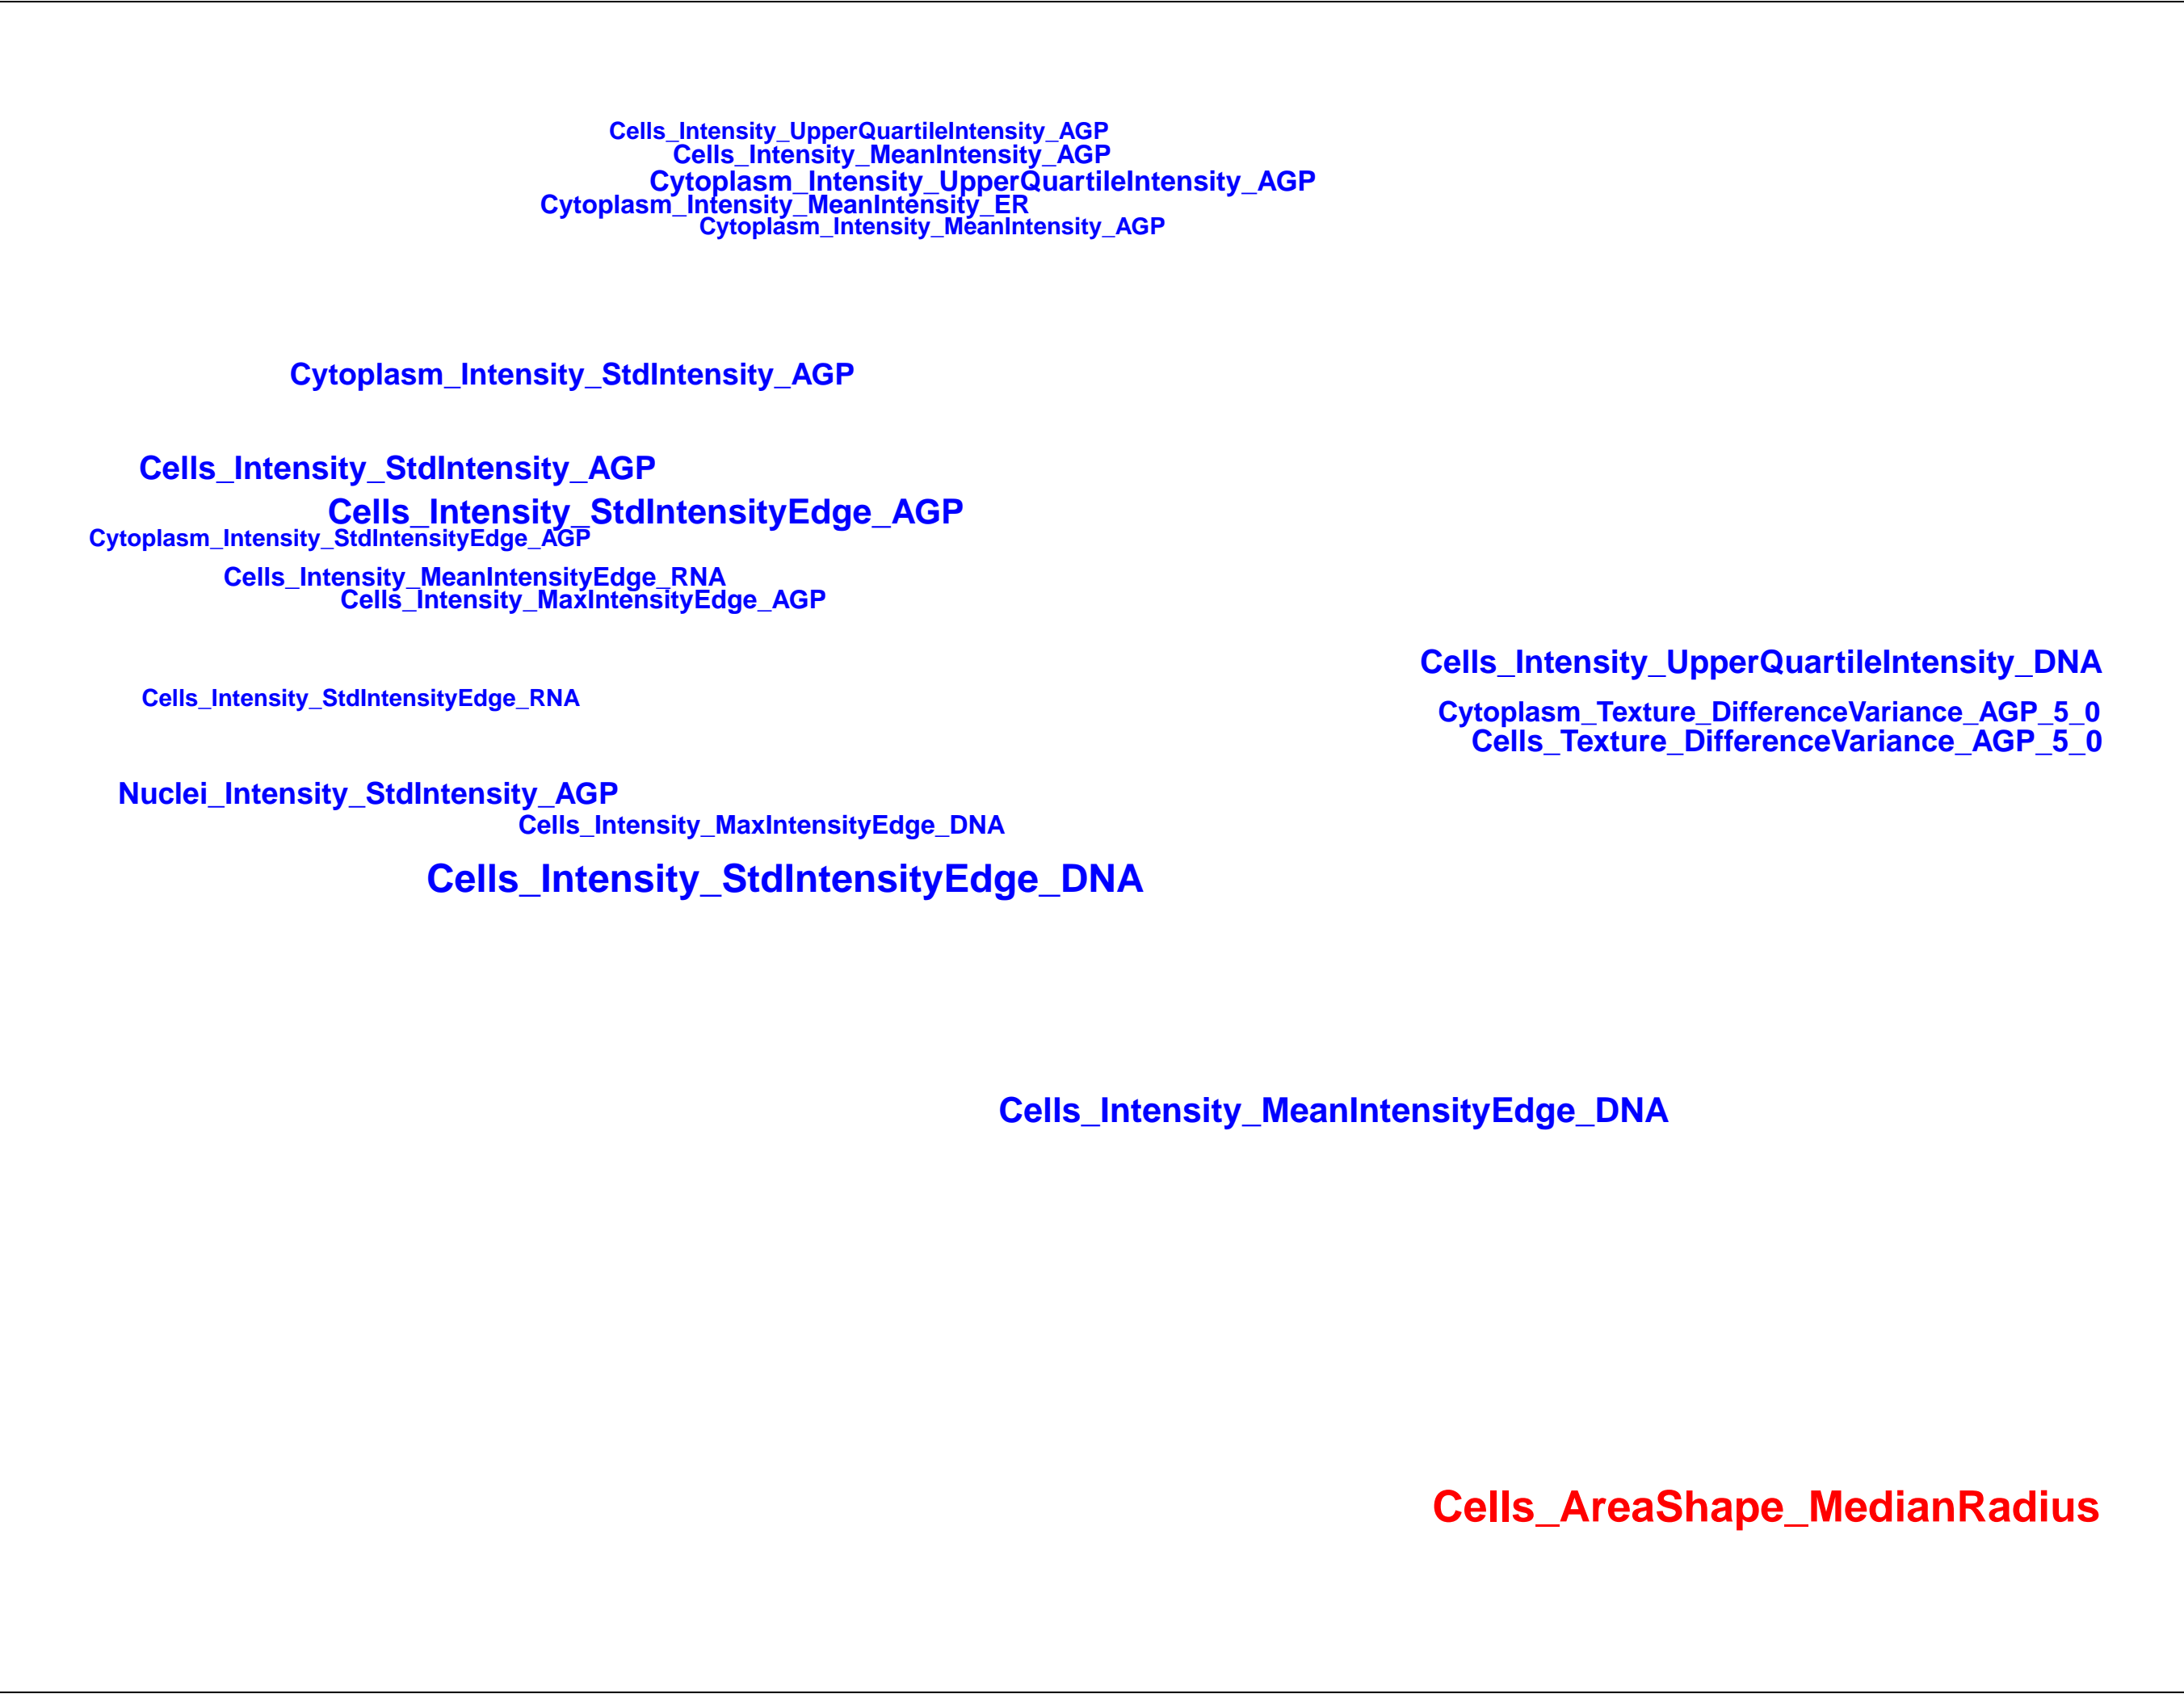 Cells_Intensity_UpperQuartileIntensity_AGP
Cells_Intensity_MeanIntensity_AGP
Cytoplasm_Intensity_UpperQuartileIntensity_AGP
Cytoplasm_Intensity_MeanIntensity_ER
Cytoplasm_Intensity_MeanIntensity_AGP
Cytoplasm_Intensity_StdIntensity_AGP
Cells_Intensity_StdIntensity_AGP
Cells_Intensity_StdIntensityEdge_AGP
Cytoplasm_Intensity_StdIntensityEdge_AGP
Cells_Intensity_MeanIntensityEdge_RNA
Cells_Intensity_MaxIntensityEdge_AGP
Cells_Intensity_UpperQuartileIntensity_DNA
Cells_Intensity_StdIntensityEdge_RNA
Cytoplasm_Texture_DifferenceVariance_AGP_5_0
Cells_Texture_DifferenceVariance_AGP_5_0
Nuclei_Intensity_StdIntensity_AGP
Cells_Intensity_MaxIntensityEdge_DNA
Cells_Intensity_StdIntensityEdge_DNA
Cells_Intensity_MeanIntensityEdge_DNA
Cells_AreaShape_MedianRadius